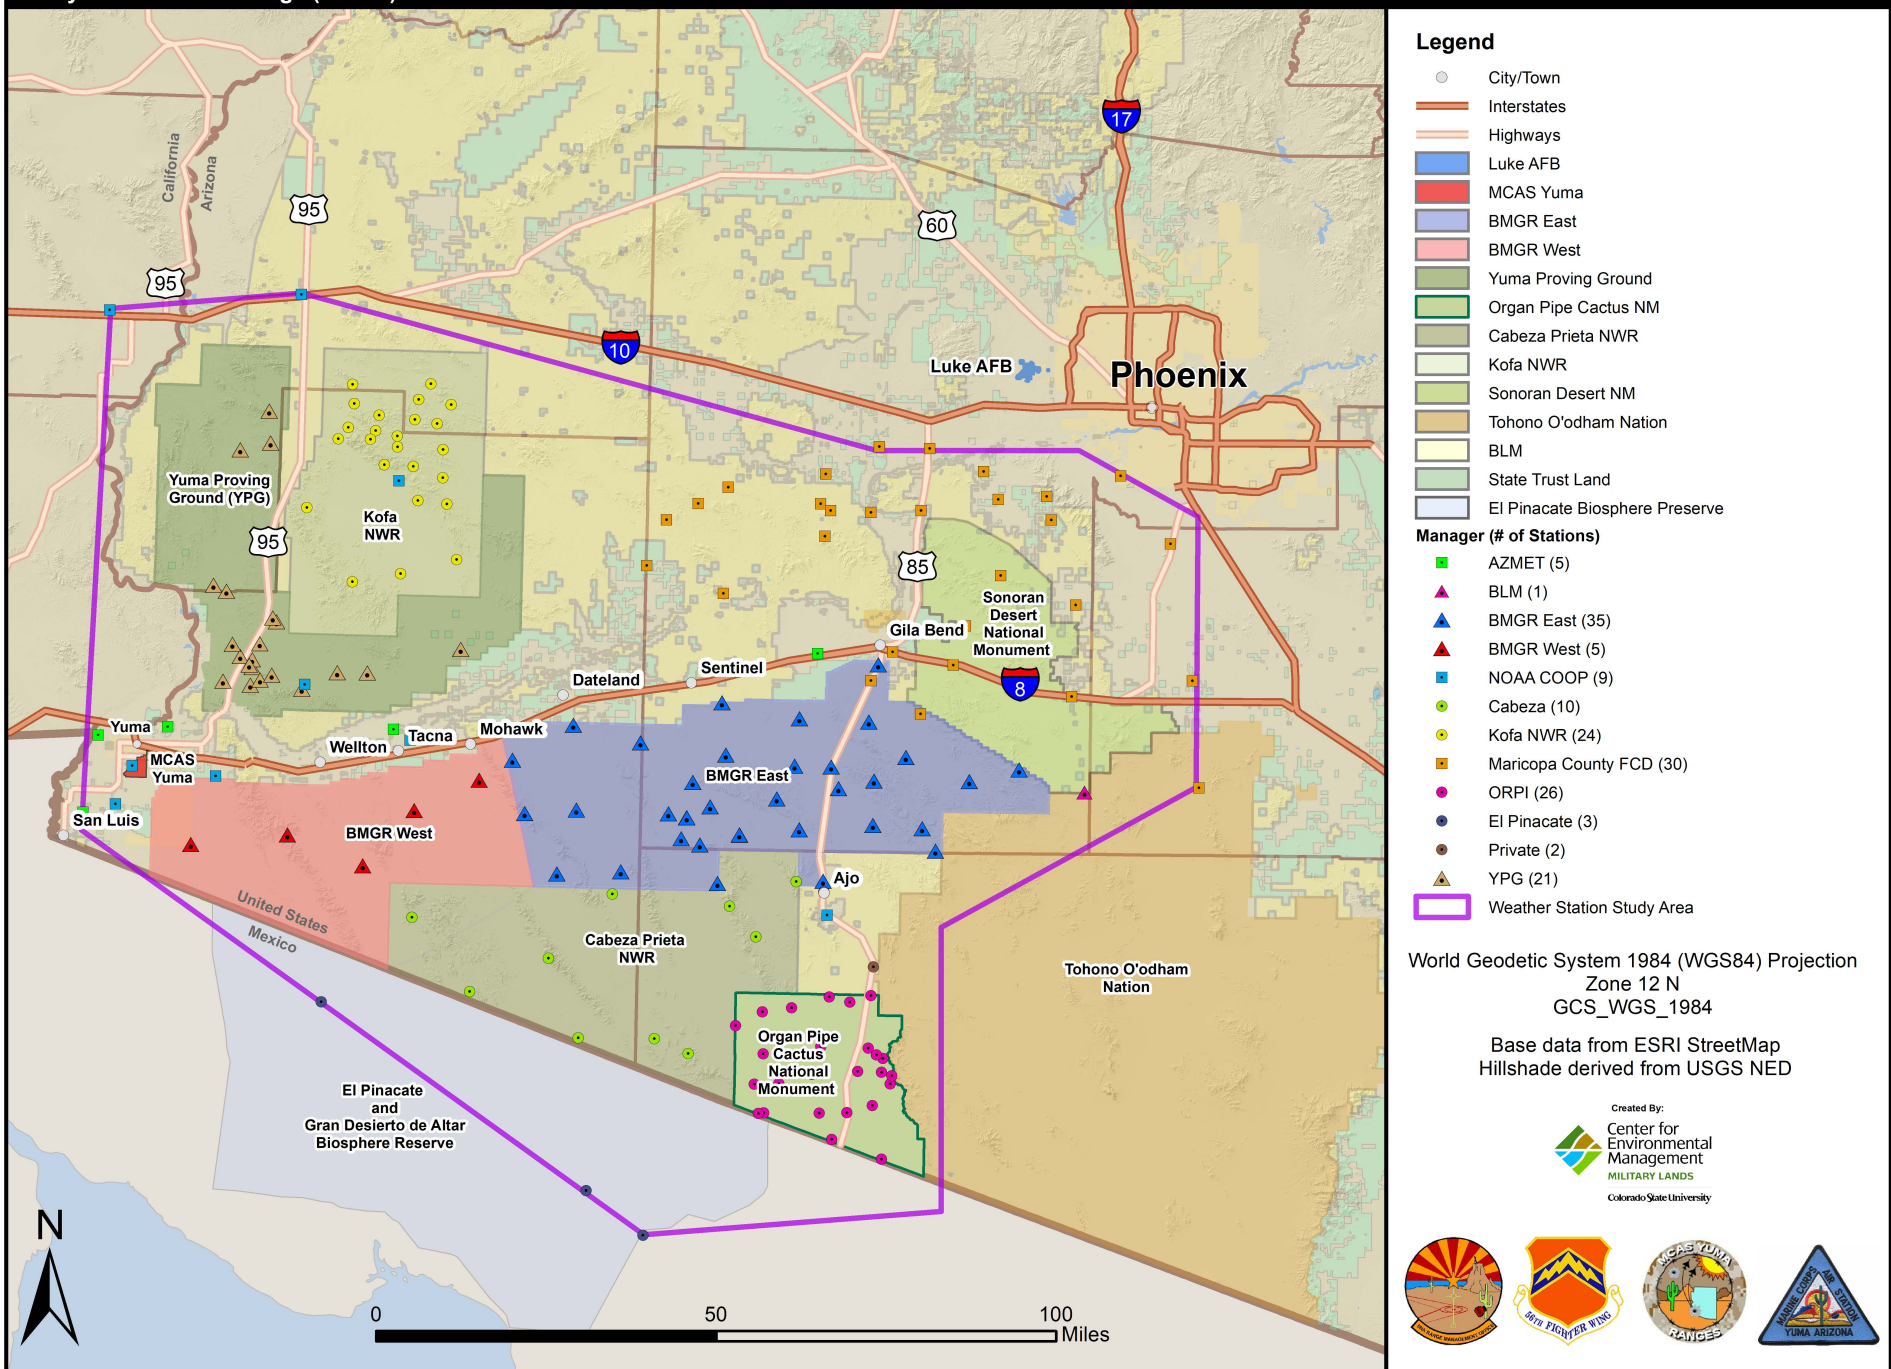 California
Arizona
95
95
60
17
10
Luke AFB
Phoenix
Yuma Proving
Ground (YPG)
Kofa
NWR
95
85
Sonoran
Desert
National
Monument
Gila Bend
8
Sentinel
Dateland
Mohawk
Tacna
Wellton
Yuma
MCAS
Yuma
San Luis
BMGR East
BMGR West
Ajo
United States
Mexico
Cabeza Prieta
NWR
Tohono O'odham
Nation
Organ Pipe
Cactus
National
Monument
El Pinacate
and
Gran Desierto de Altar
Biosphere Reserve
N
0 50 100
Miles
Legend
City/Town
Interstates
Highways
Luke AFB
MCAS Yuma
BMGR East
BMGR West
Yuma Proving Ground
Organ Pipe Cactus NM
Cabeza Prieta NWR
Kofa NWR
Sonoran Desert NM
Tohono O'odham Nation
BLM
State Trust Land
El Pinacate Biosphere Preserve
Manager (# of Stations)
AZMET (5)
BLM (1)
BMGR East (35)
BMGR West (5)
NOAA COOP (9)
Cabeza (10)
Kofa NWR (24)
Maricopa County FCD (30)
ORPI (26)
El Pinacate (3)
Private (2)
YPG (21)
Weather Station Study Area
World Geodetic System 1984 (WGS84) Projection
Zone 12 N
GCS_WGS_1984
Base data from ESRI StreetMap
Hillshade derived from USGS NED
Created By:
Center for
Environmental
Management
MILITARY LANDS
Colorado State University
RANGE MANAGEMENT OFFICE
56TH FIGHTER WING
MCAS YUMA
RANGES
MARINE CORPS AIR STATION
YUMA ARIZONA